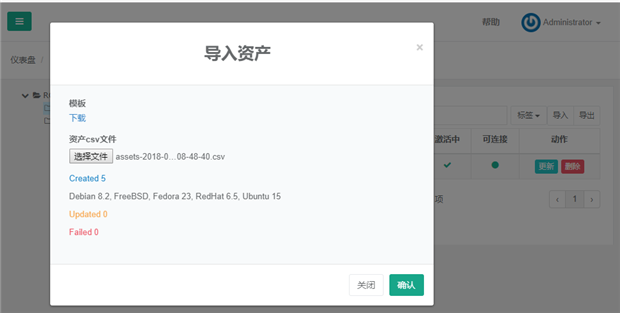 帮助
Administrator
仪表盘 /
导入资产
×
模板
下载
资产csv文件
选择文件 assets-2018-0...08-48-40.csv
Created 5
Debian 8.2, FreeBSD, Fedora 23, RedHat 6.5, Ubuntu 15
Updated 0
Failed 0
关闭 确认
标签 导入 导出
激活中 可连接 动作
更新 删除
项 ‹ 1 ›